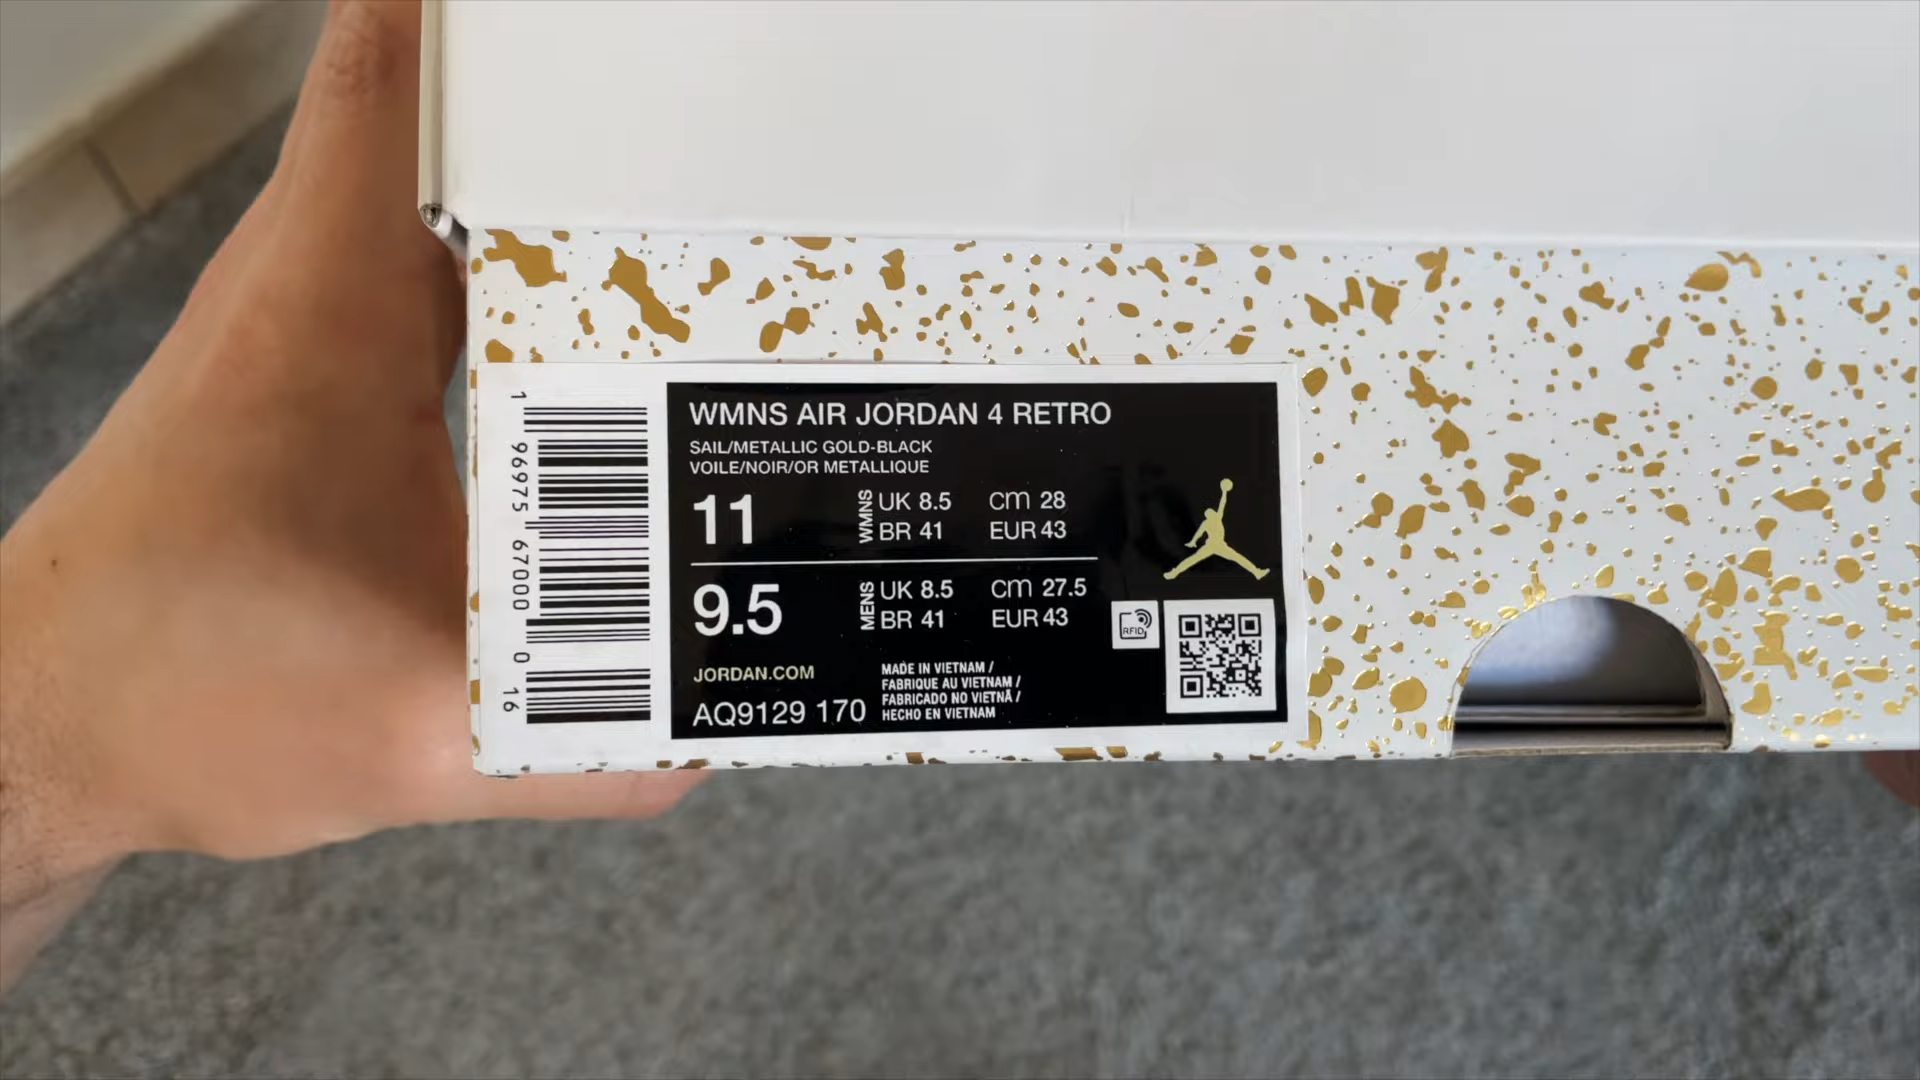 WMNS AIR JORDAN 4 RETRO
SAIL/METALLIC GOLD-BLACK
VOILE/NOIR/OR METALLIQUE
11 WMNS UK 8.5 cm 28
BR 41 EUR 43
9.5 MENS UK 8.5 cm 27.5
BR 41 EUR 43
RFID
JORDAN.COM
AQ9129 170
MADE IN VIETNAM /
FABRIQUE AU VIETNAM /
FABRICADO NO VIETNÃ /
HECHO EN VIETNAM
1 96975 67000 0 16